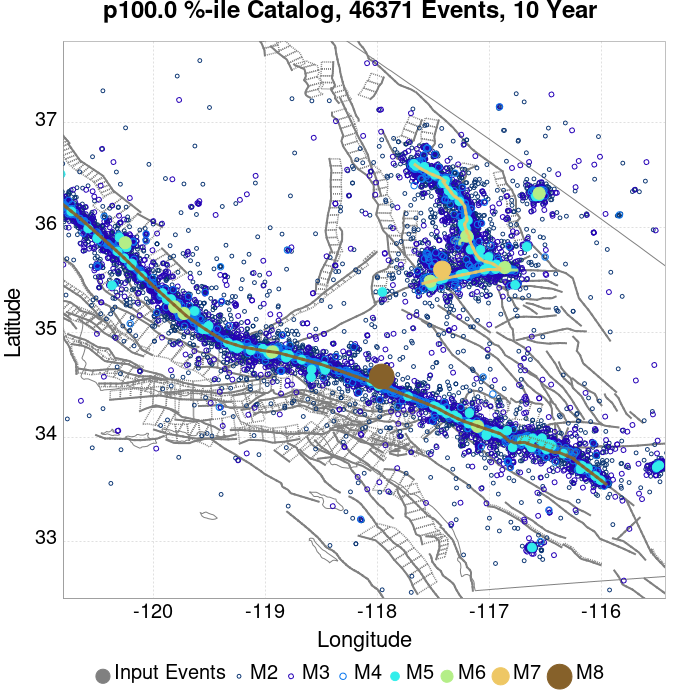 p100.0 %-ile Catalog, 46371 Events, 10 Year
37
36
35
34
33
Latitude
-120 -119 -118 -117 -116
Longitude
Input Events M2 M3 M4 M5 M6 M7 M8